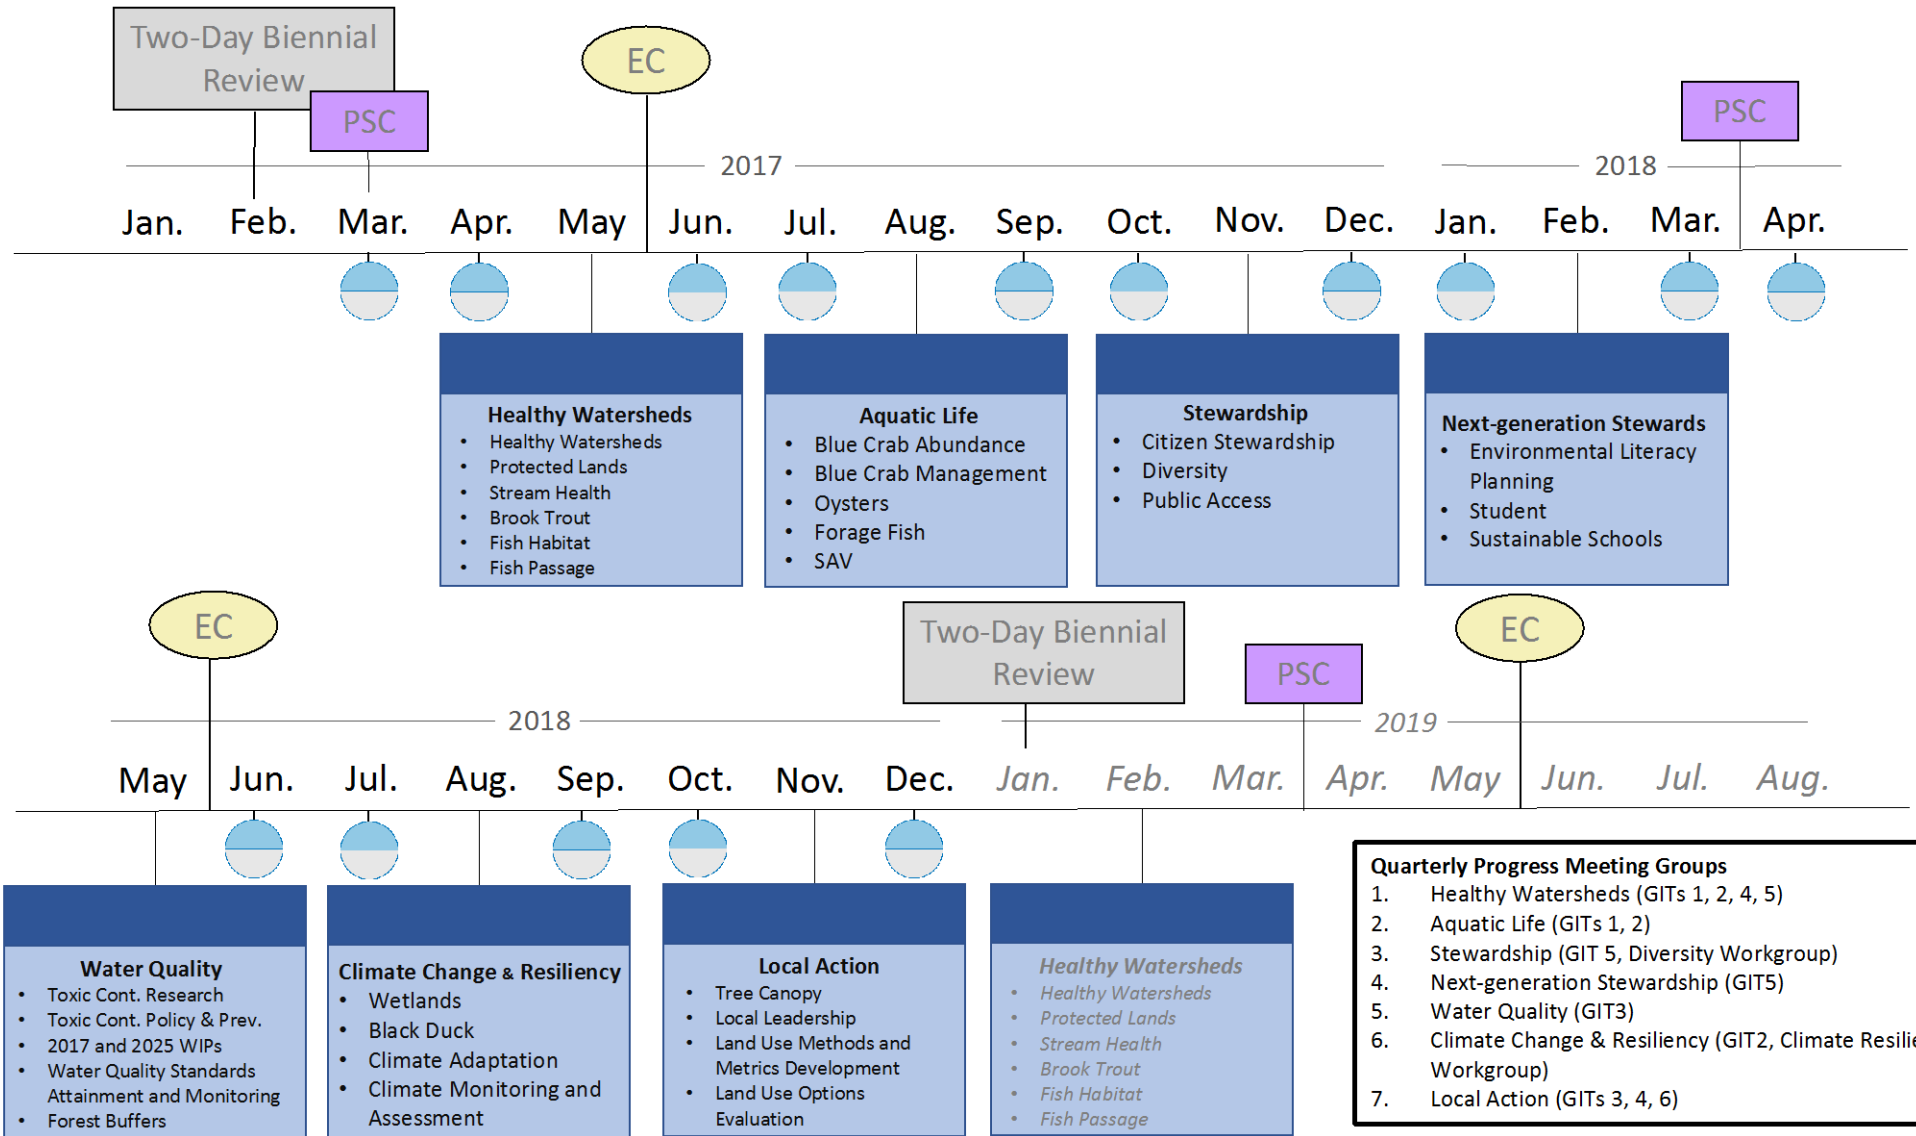 Two-Day Biennial
Review
PSC
EC
PSC
2017
2018
Jan. Feb. Mar. Apr. May Jun. Jul. Aug. Sep. Oct. Nov. Dec. Jan. Feb. Mar. Apr.
Healthy Watersheds
• Healthy Watersheds
• Protected Lands
• Stream Health
• Brook Trout
• Fish Habitat
• Fish Passage
Aquatic Life
• Blue Crab Abundance
• Blue Crab Management
• Oysters
• Forage Fish
• SAV
Stewardship
• Citizen Stewardship
• Diversity
• Public Access
Next-generation Stewards
• Environmental Literacy
Planning
• Student
• Sustainable Schools
EC
Two-Day Biennial
Review
PSC
EC
2018
2019
May Jun. Jul. Aug. Sep. Oct. Nov. Dec. Jan. Feb. Mar. Apr. May Jun. Jul. Aug.
Water Quality
• Toxic Cont. Research
• Toxic Cont. Policy & Prev.
• 2017 and 2025 WIPs
• Water Quality Standards
Attainment and Monitoring
• Forest Buffers
Climate Change & Resiliency
• Wetlands
• Black Duck
• Climate Adaptation
• Climate Monitoring and
Assessment
Local Action
• Tree Canopy
• Local Leadership
• Land Use Methods and
Metrics Development
• Land Use Options
Evaluation
Healthy Watersheds
• Healthy Watersheds
• Protected Lands
• Stream Health
• Brook Trout
• Fish Habitat
• Fish Passage
Quarterly Progress Meeting Groups
1. Healthy Watersheds (GITs 1, 2, 4, 5)
2. Aquatic Life (GITs 1, 2)
3. Stewardship (GIT 5, Diversity Workgroup)
4. Next-generation Stewardship (GIT5)
5. Water Quality (GIT3)
6. Climate Change & Resiliency (GIT2, Climate
Workgroup)
7. Local Action (GITs 3, 4, 6)